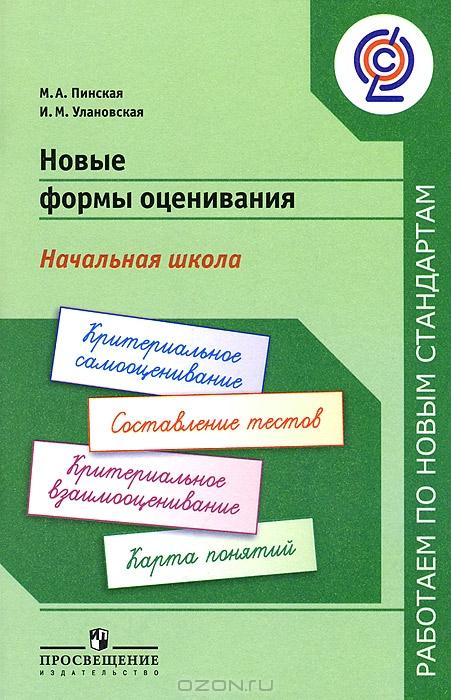 М. А. Пинская
И. М. Улановская
Новые
формы оценивания
Начальная школа
Критериальное
самооценивание
Составление тестов
Критериальное
взаимооценивание
Карта понятий
РАБОТАЕМ ПО НОВЫМ СТАНДАРТАМ
ПРОСВЕЩЕНИЕ
ИЗДАТЕЛЬСТВО
ozon.ru